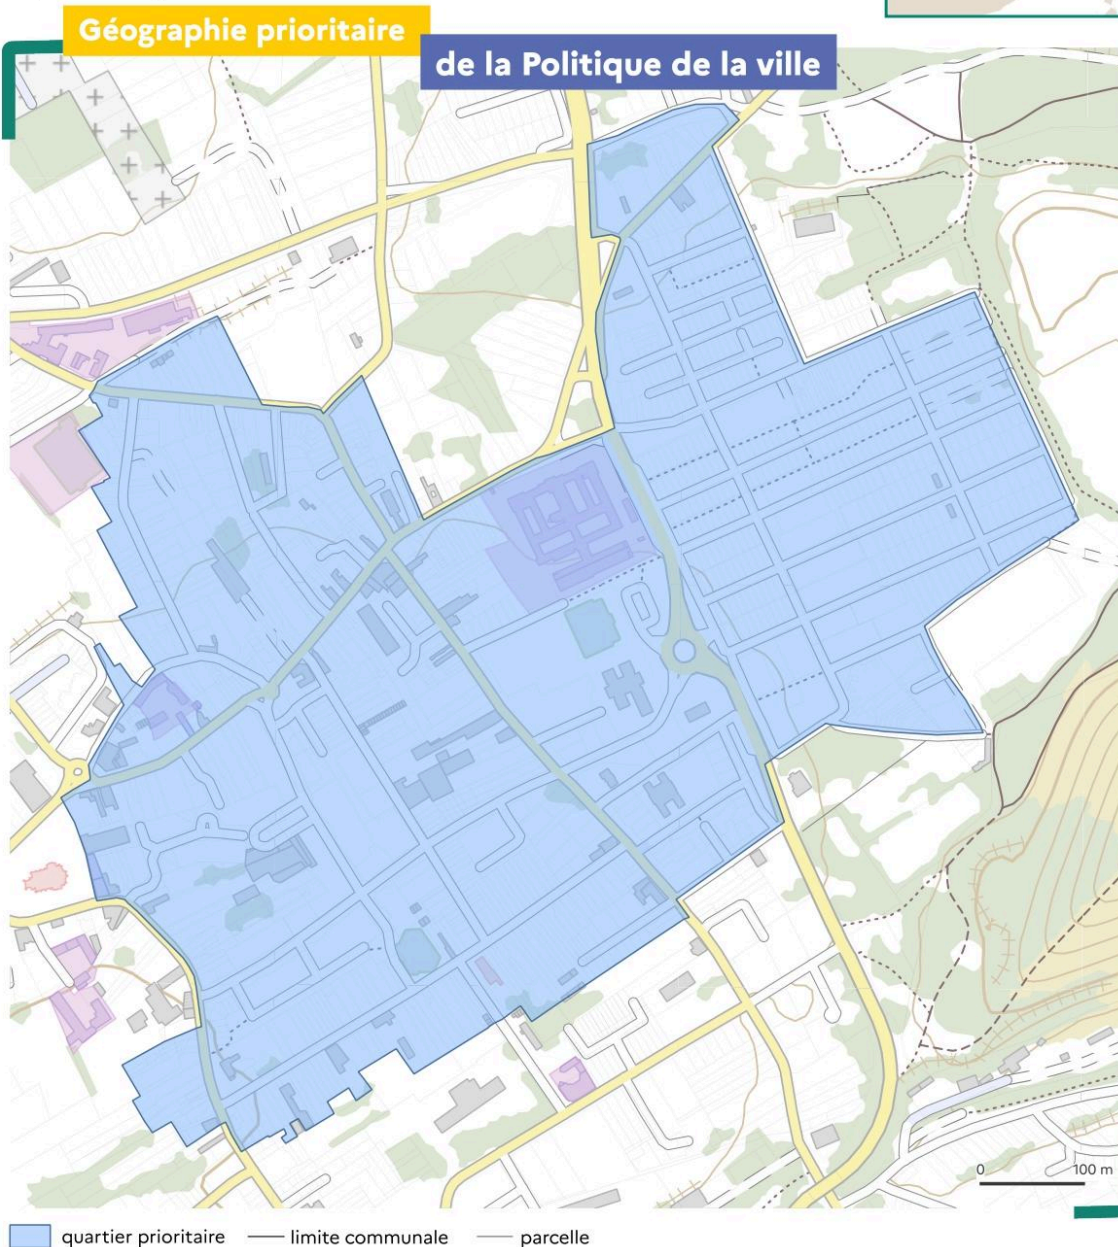 Géographie prioritaire
de la Politique de la ville
0 100 m
quartier prioritaire limite communale parcelle